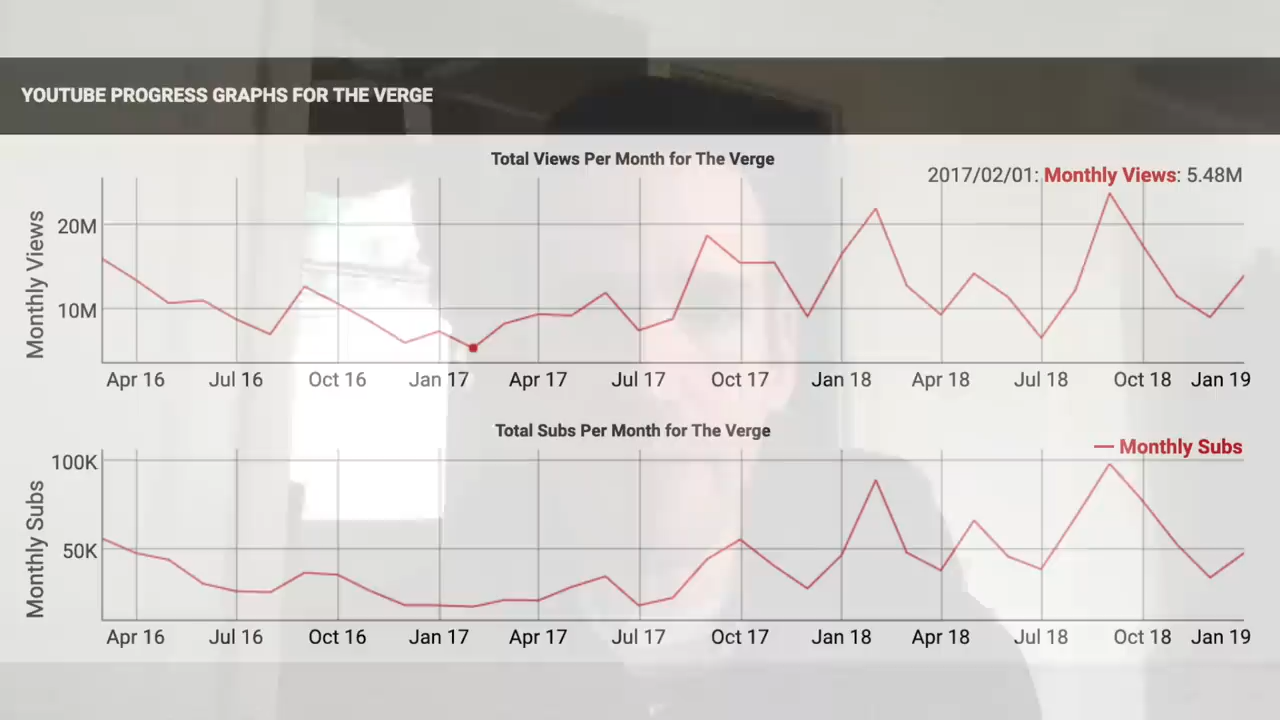 YOUTUBE PROGRESS GRAPHS FOR THE VERGE
Total Views Per Month for The Verge
2017/02/01: Monthly Views: 5.48M
Monthly Views
20M
10M
Apr 16 Jul 16 Oct 16 Jan 17 Apr 17 Jul 17 Oct 17 Jan 18 Apr 18 Jul 18 Oct 18 Jan 19
Total Subs Per Month for The Verge
Monthly Subs
Monthly Subs
100K
50K
Apr 16 Jul 16 Oct 16 Jan 17 Apr 17 Jul 17 Oct 17 Jan 18 Apr 18 Jul 18 Oct 18 Jan 19